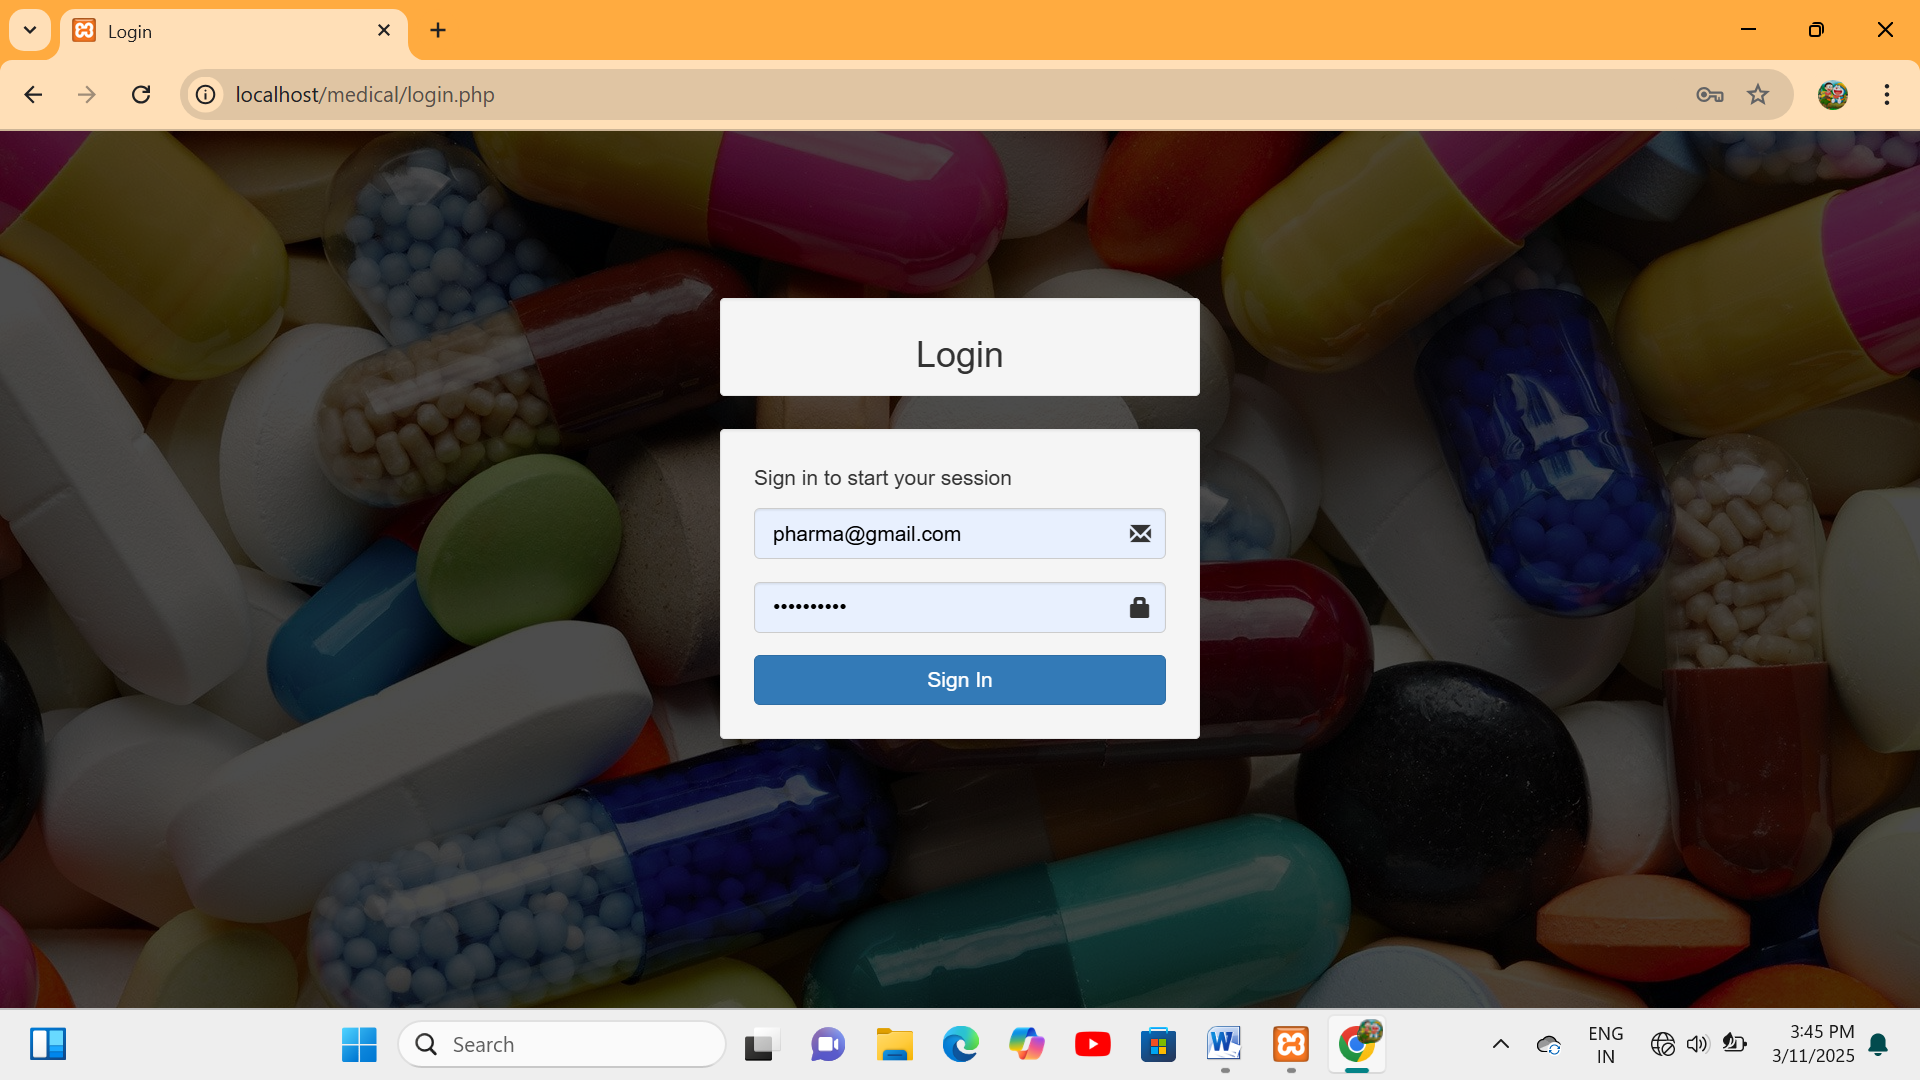 Login
localhost/medical/login.php
Login
Sign in to start your session
pharma@gmail.com
••••••••••
Sign In
Search
ENG
IN
3:45 PM
3/11/2025